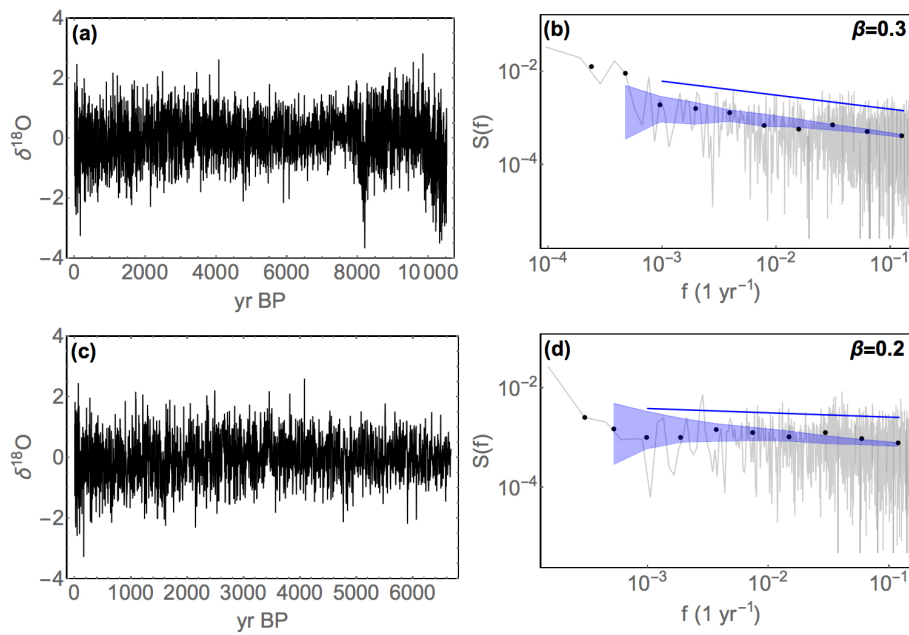 (a)
4
2
0
−2
−4
δ¹⁸O
0 2000 4000 6000 8000 10000
yr BP
(b)
β=0.3
10⁻²
10⁻⁴
S(f)
10⁻⁴ 10⁻³ 10⁻² 10⁻¹
f (1 yr⁻¹)
(c)
4
2
0
−2
−4
δ¹⁸O
0 1000 2000 3000 4000 5000 6000
yr BP
(d)
β=0.2
10⁻²
10⁻⁴
S(f)
10⁻³ 10⁻² 10⁻¹
f (1 yr⁻¹)